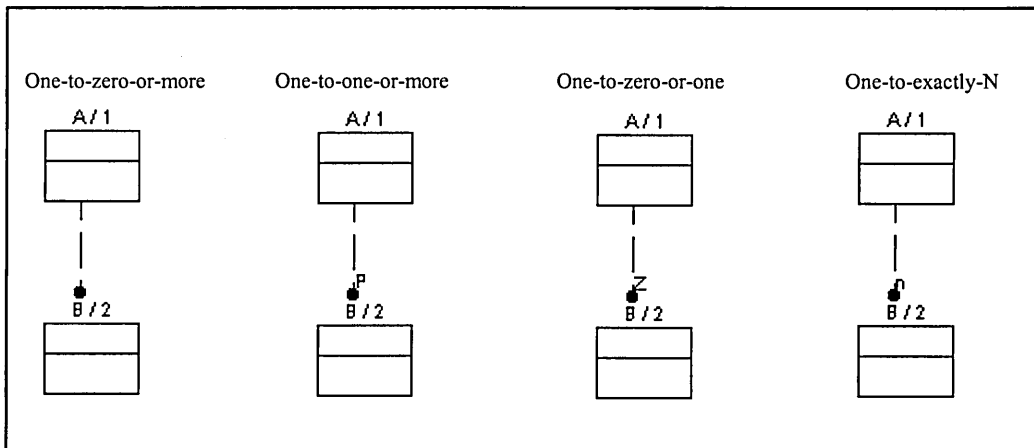 One-to-zero-or-more
One-to-one-or-more
One-to-zero-or-one
One-to-exactly-N
A / 1
A / 1
A / 1
A / 1
P
Z
n
B / 2
B / 2
B / 2
B / 2